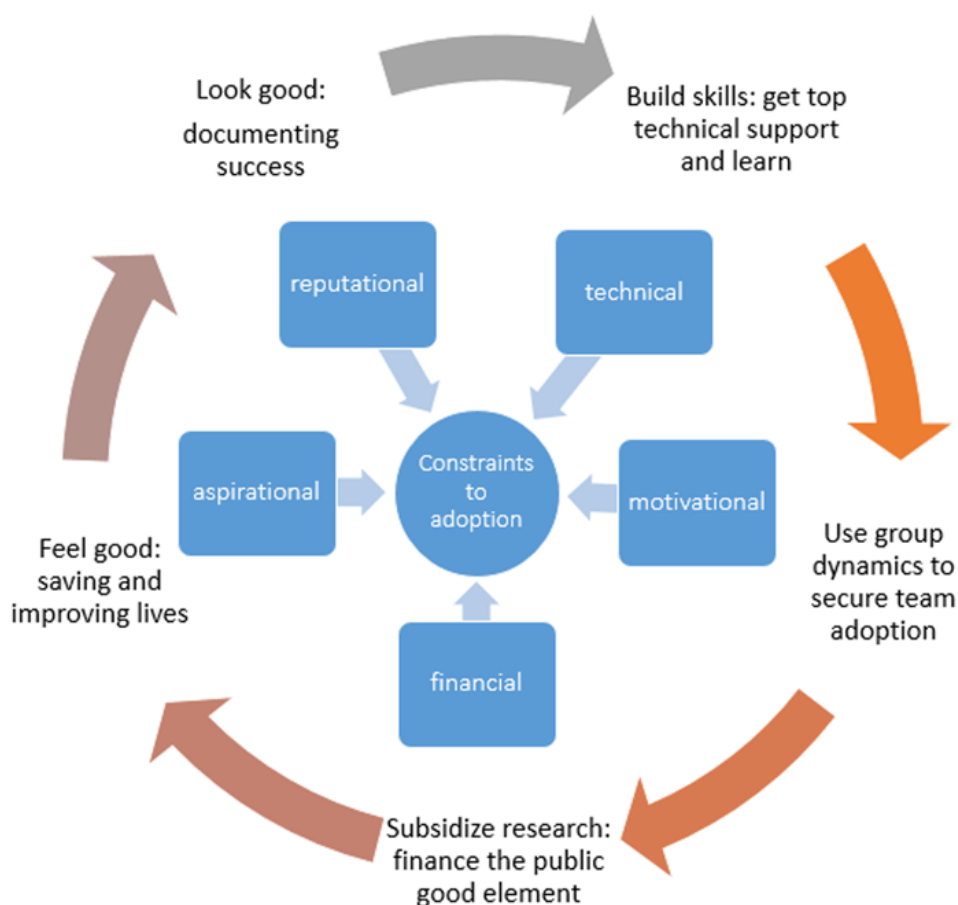 Look good:
documenting
success
Build skills: get top
technical support
and learn
reputational
technical
aspirational
Constraints
to
adoption
motivational
Feel good:
saving and
improving lives
Use group
dynamics to
secure team
adoption
financial
Subsidize research:
finance the public
good element